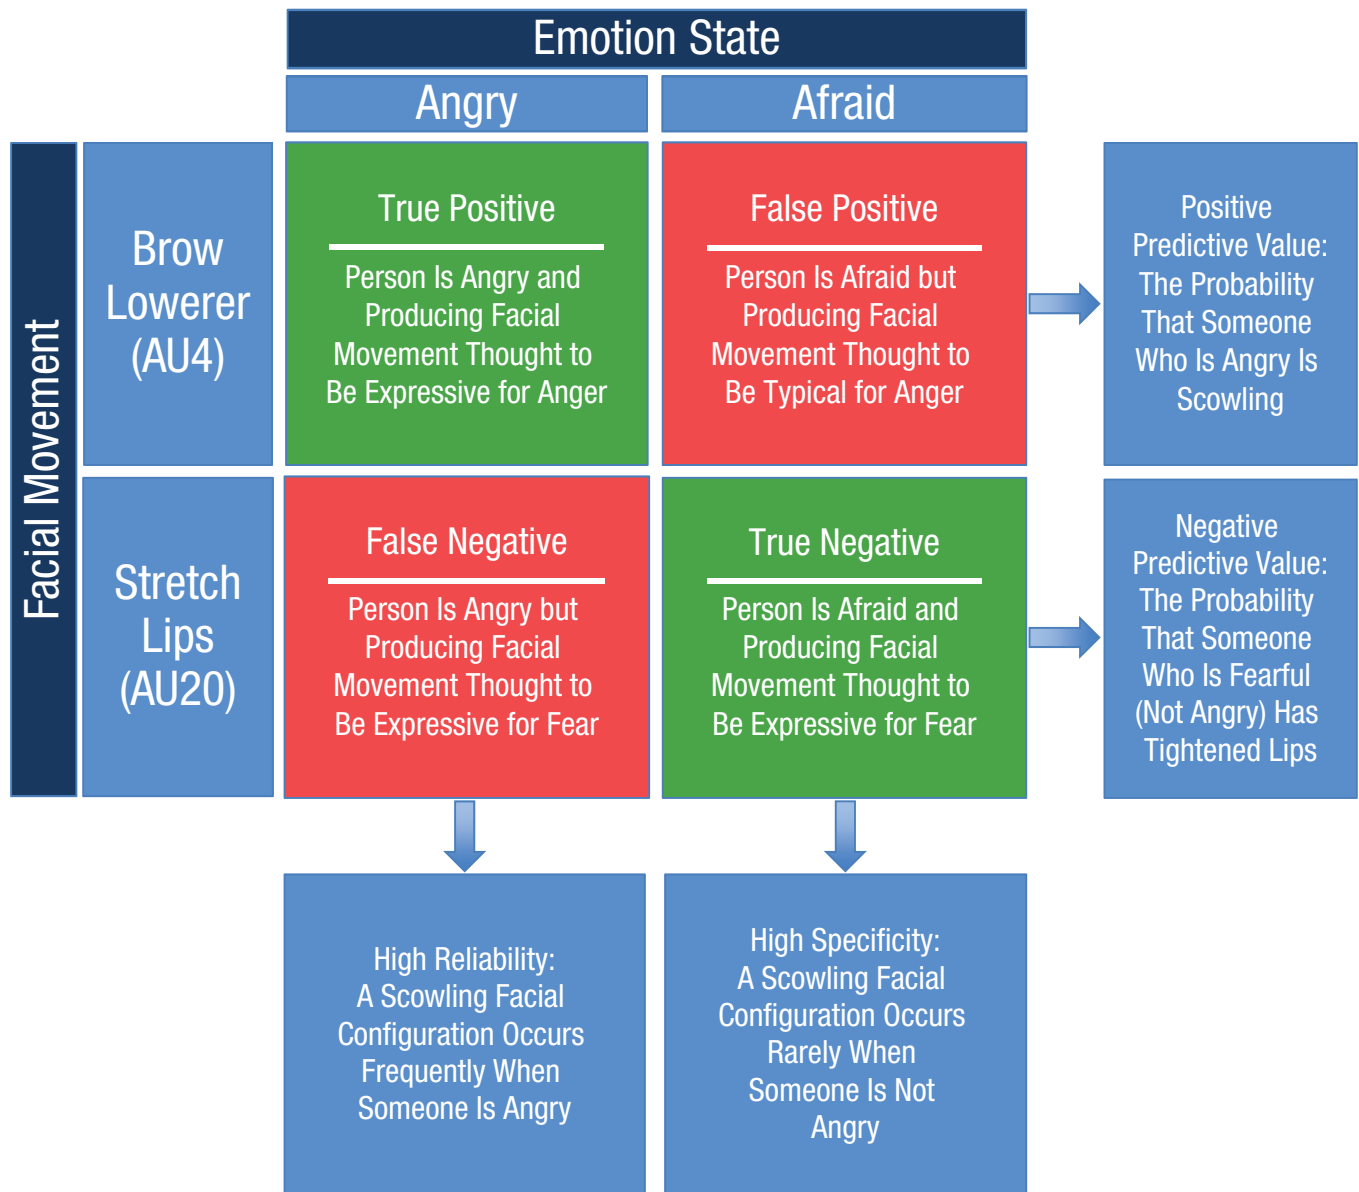 Emotion State
Angry
Afraid
Facial Movement
Brow
Lowerer
(AU4)
True Positive
Person Is Angry and
Producing Facial
Movement Thought to
Be Expressive for Anger
False Positive
Person Is Afraid but
Producing Facial
Movement Thought to
Be Typical for Anger
Positive
Predictive Value:
The Probability
That Someone
Who Is Angry Is
Scowling
Stretch
Lips
(AU20)
False Negative
Person Is Angry but
Producing Facial
Movement Thought to
Be Expressive for Fear
True Negative
Person Is Afraid and
Producing Facial
Movement Thought to
Be Expressive for Fear
Negative
Predictive Value:
The Probability
That Someone
Who Is Fearful
(Not Angry) Has
Tightened Lips
High Reliability:
A Scowling Facial
Configuration Occurs
Frequently When
Someone Is Angry
High Specificity:
A Scowling Facial
Configuration Occurs
Rarely When
Someone Is Not
Angry